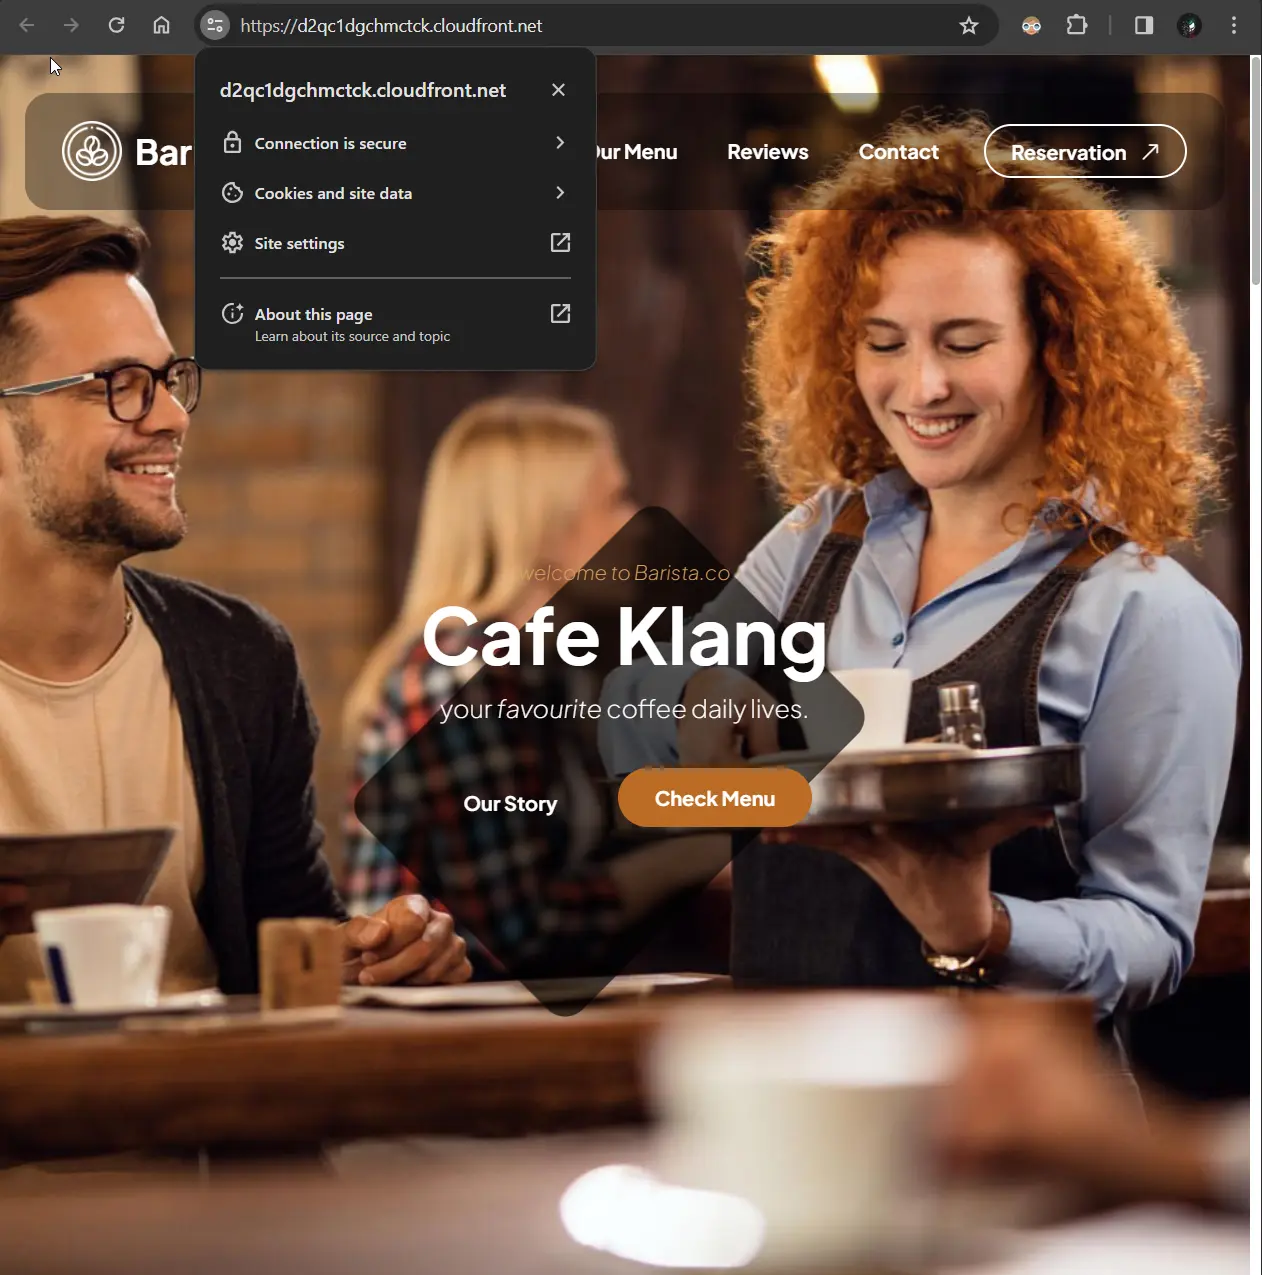 https://d2qc1dgchmctck.cloudfront.net
d2qc1dgchmctck.cloudfront.net
Connection is secure
Cookies and site data
Site settings
About this page
Learn about its source and topic
Bar
Our Menu
Reviews
Contact
Reservation
welcome to Barista.co
Cafe Klang
your favourite coffee daily lives.
Our Story
Check Menu